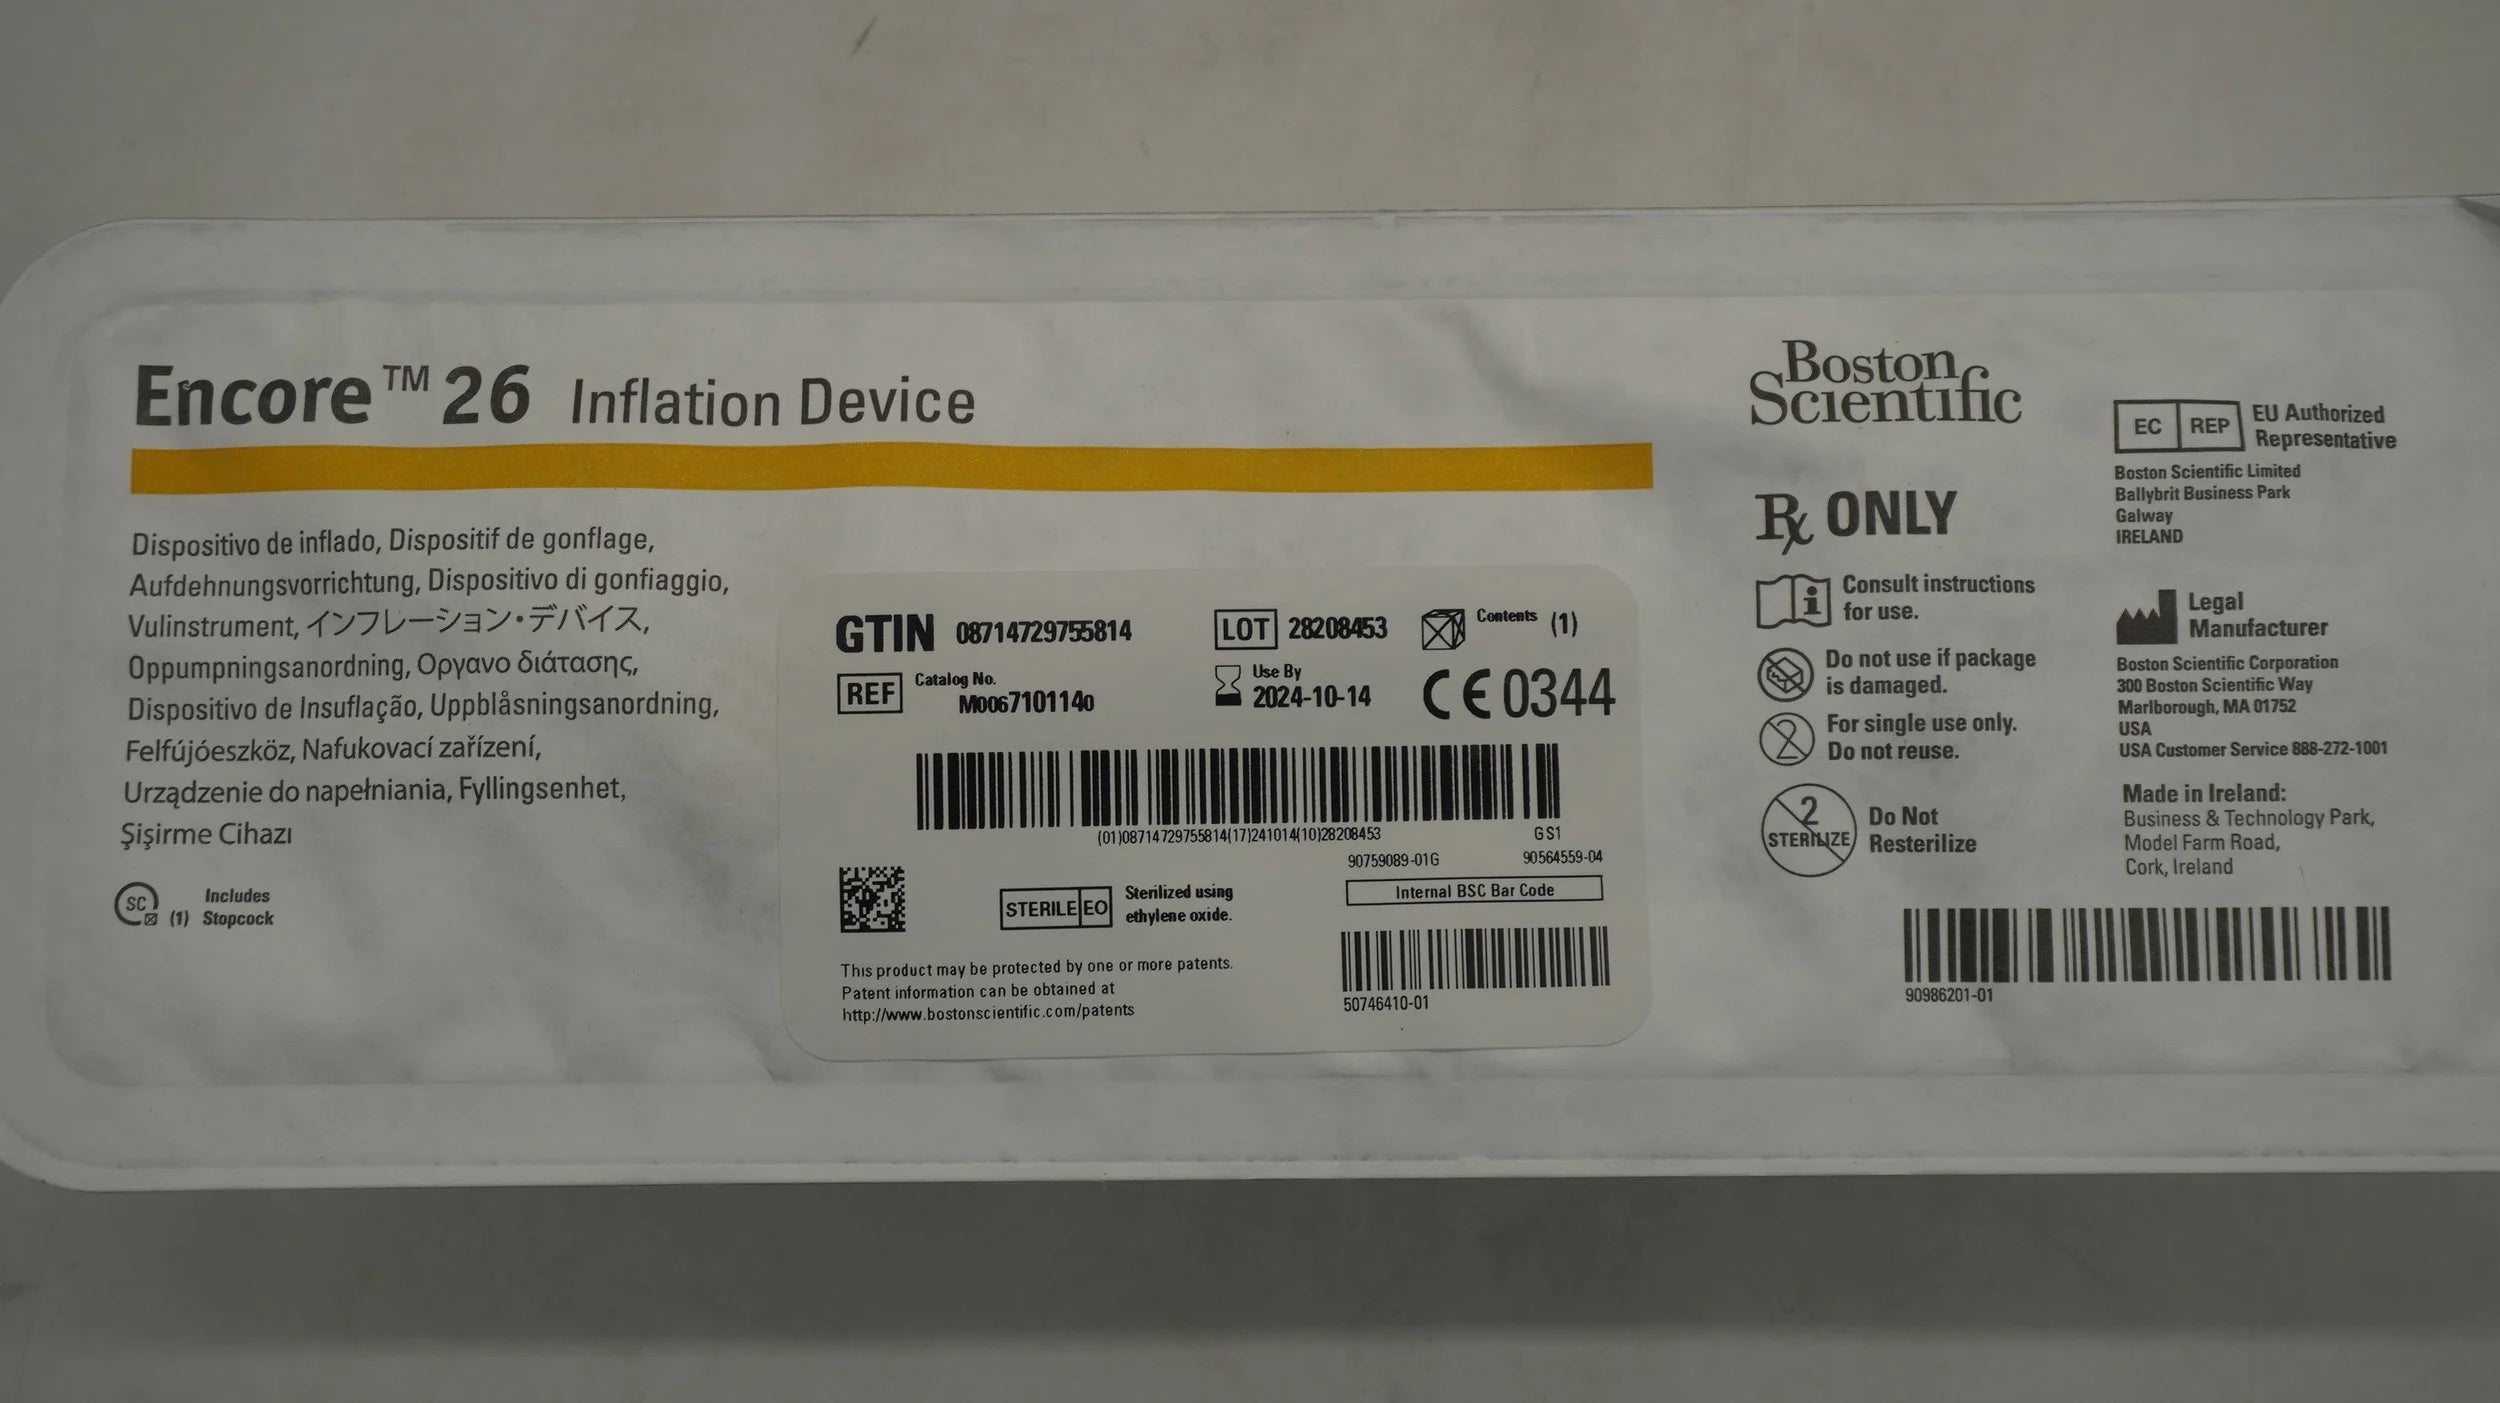 Encore™ 26 Inflation Device
Dispositivo de inflado, Dispositif de gonflage,
Aufdehnungsvorrichtung, Dispositivo di gonfiaggio,
Vulinstrument, インフレーション・デバイス,
Oppumpningsanordning, Οργανο διάτασης,
Dispositivo de Insuflação, Uppblåsningsanordning,
Felfújóeszköz, Nafukovací zařízení,
Urządzenie do napełniania, Fyllingsenhet,
Şişirme Cihazı
SC (1) Includes
Stopcock
GTIN 08714729755814
LOT 28208453
Contents (1)
REF Catalog No.
M00671011140
Use By
2024-10-14
CE 0344
(01)08714729755814(17)241014(10)28208453
GS1
90759089-01G
90564559-04
STERILE EO Sterilized using
ethylene oxide.
Internal BSC Bar Code
This product may be protected by one or more patents.
Patent information can be obtained at
http://www.bostonscientific.com/patents
50746410-01
Boston
Scientific
Rx ONLY
Consult instructions
for use.
Do not use if package
is damaged.
2 For single use only.
Do not reuse.
2
STERILIZE
Do Not
Resterilize
EC REP EU Authorized
Representative
Boston Scientific Limited
Ballybrit Business Park
Galway
IRELAND
Legal
Manufacturer
Boston Scientific Corporation
300 Boston Scientific Way
Marlborough, MA 01752
USA
USA Customer Service 888-272-1001
Made in Ireland:
Business & Technology Park,
Model Farm Road,
Cork, Ireland
90986201-01